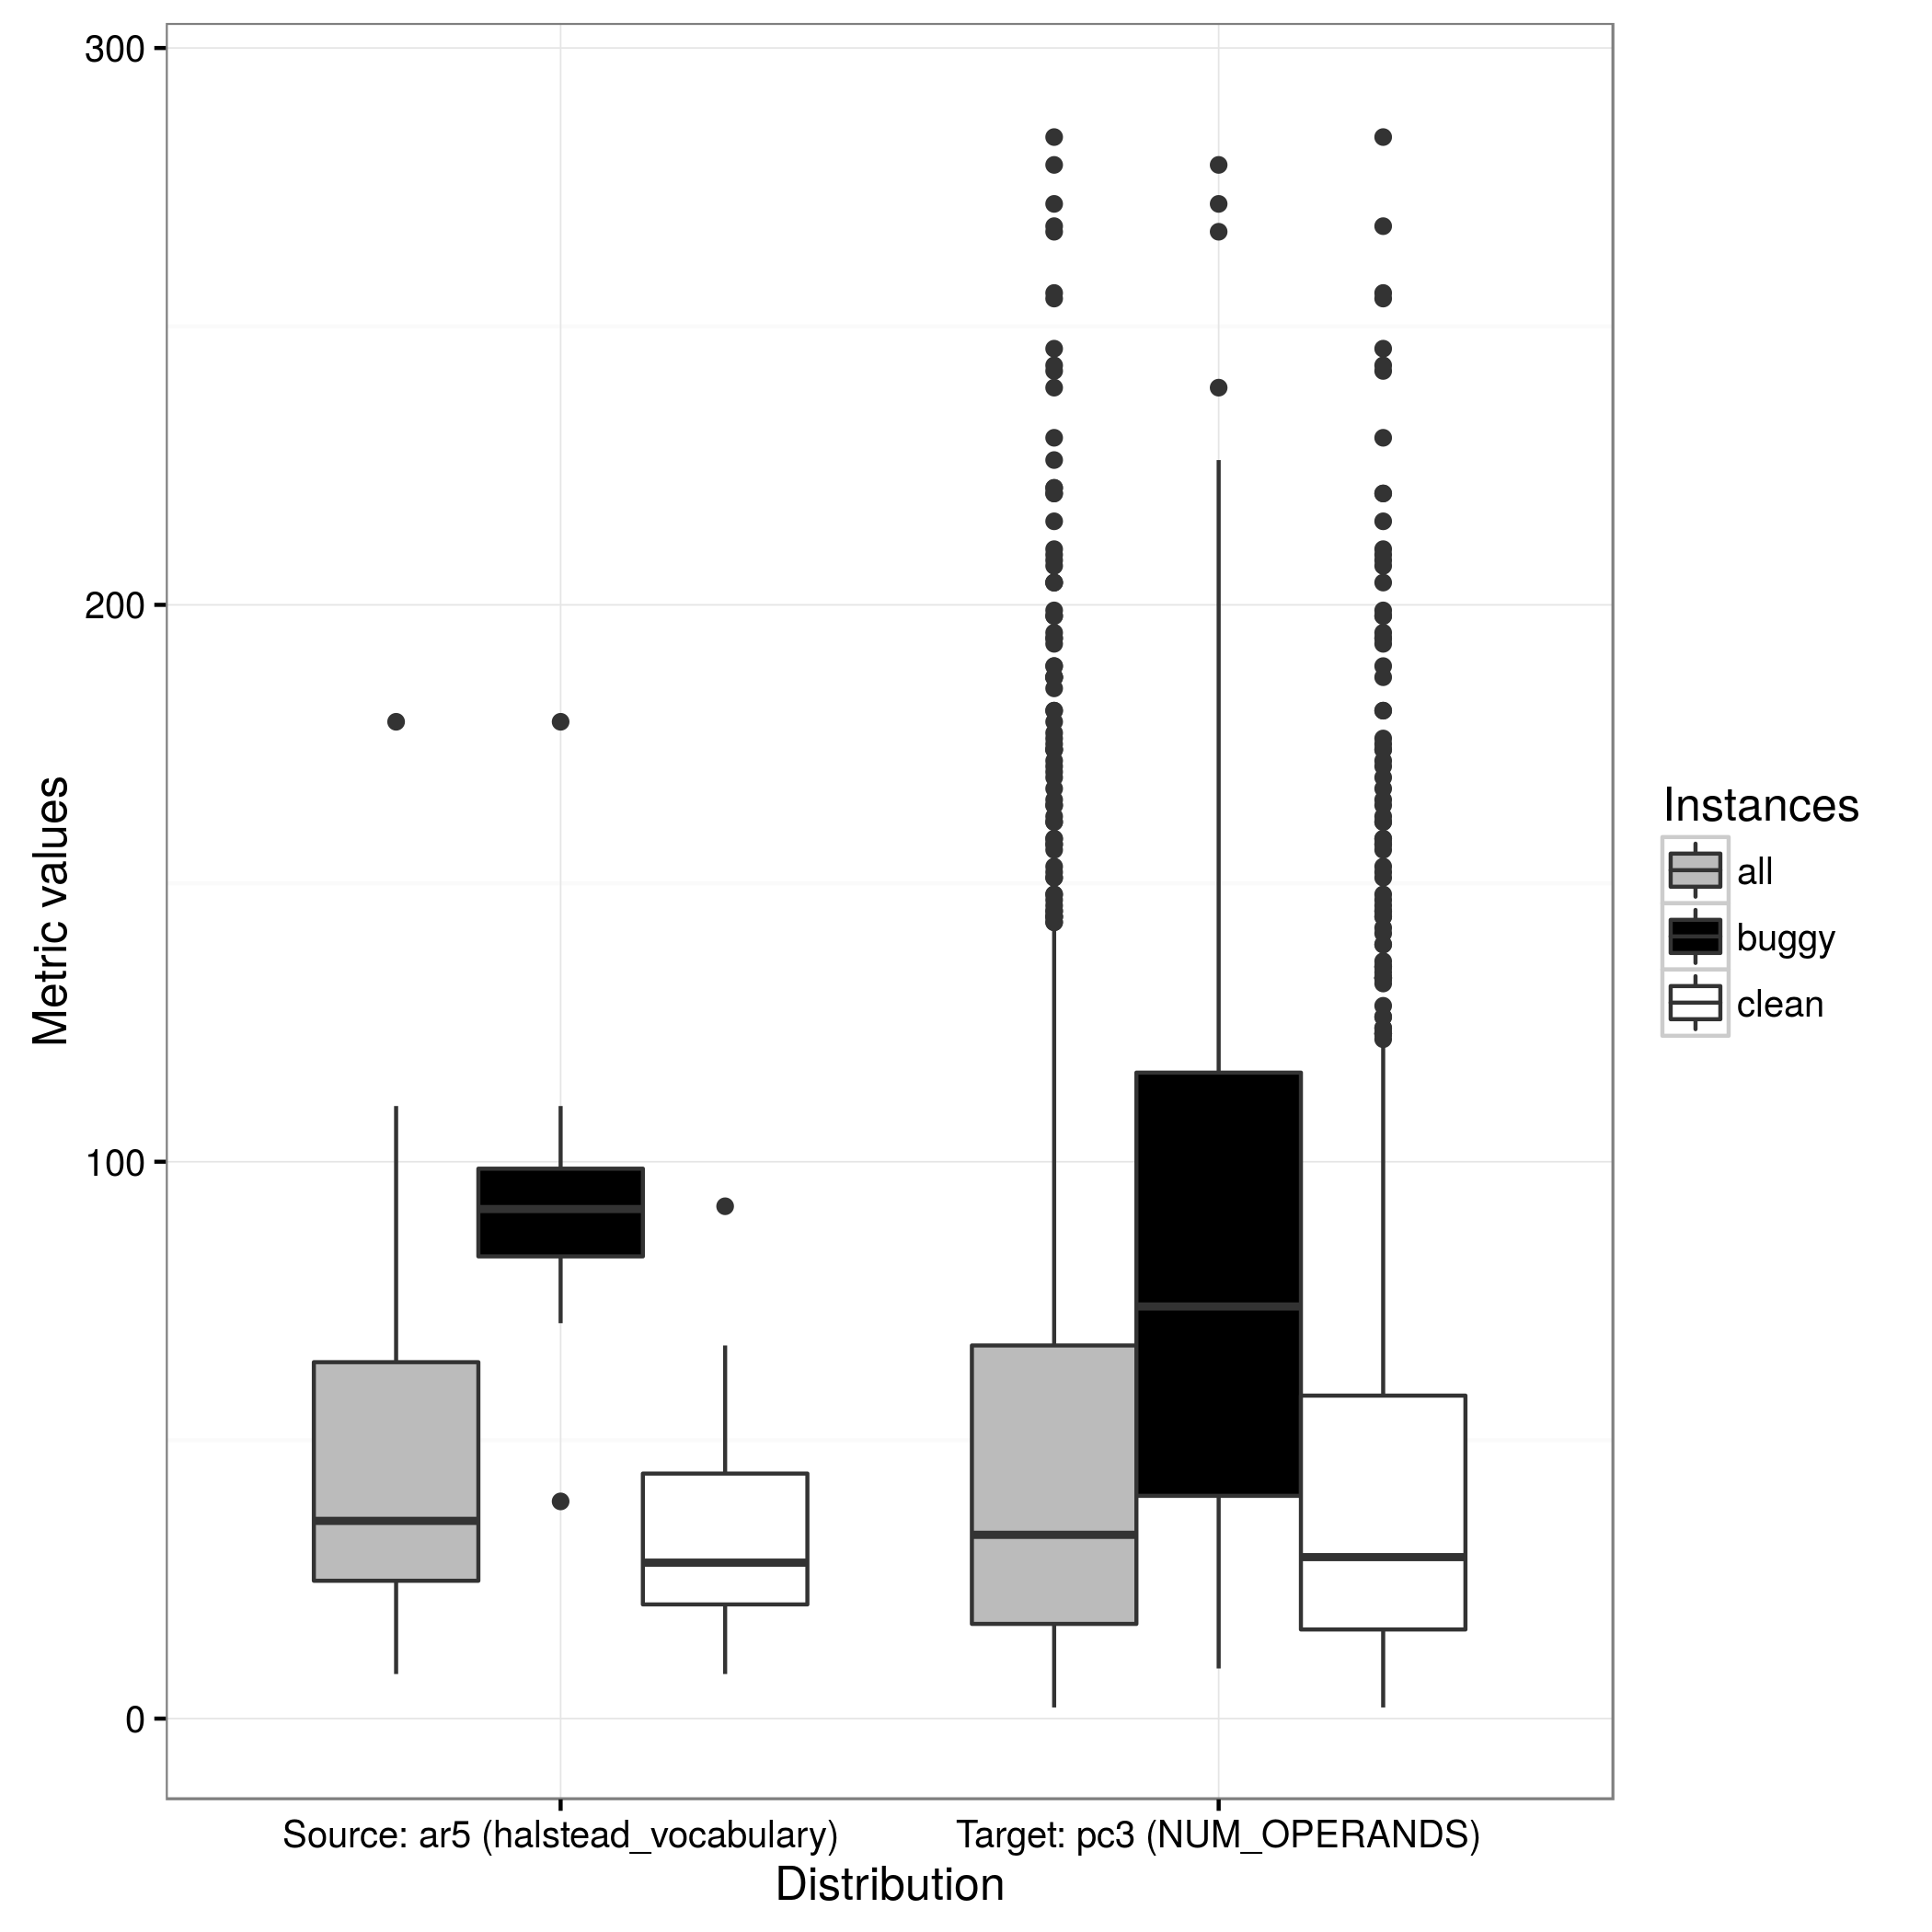 300
200
100
0
Metric values
Source: ar5 (halstead_vocabulary)
Target: pc3 (NUM_OPERANDS)
Distribution
Instances
all
buggy
clean